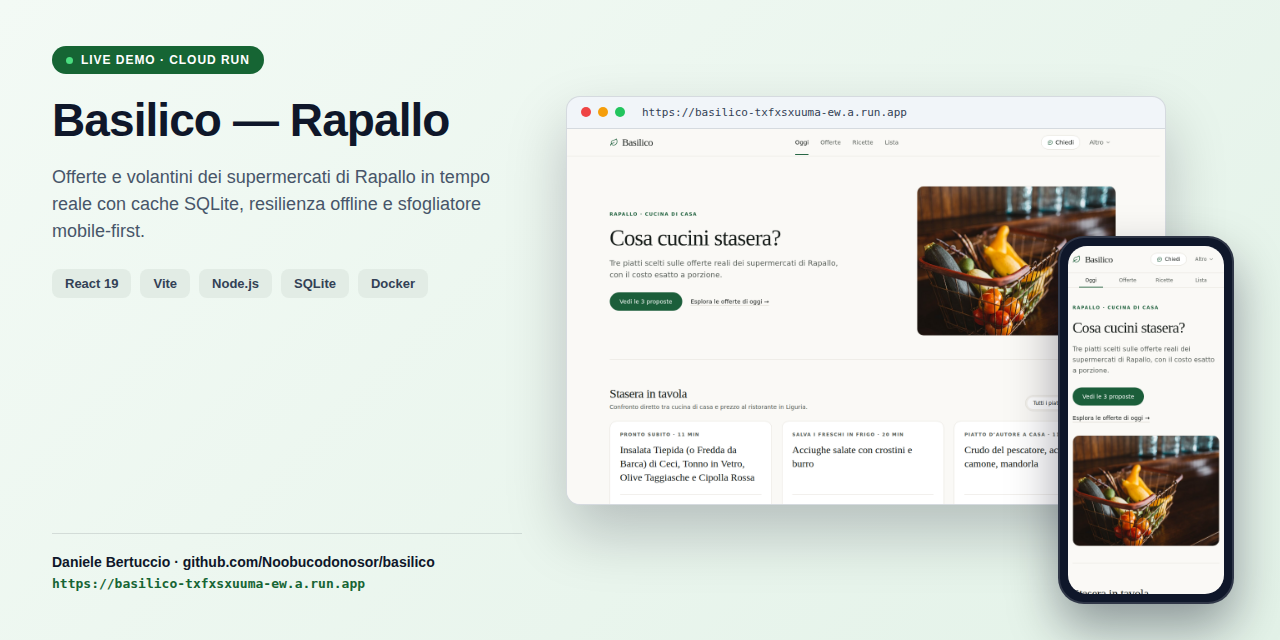 LIVE DEMO · CLOUD RUN
Basilico — Rapallo
Offerte e volantini dei supermercati di Rapallo in tempo
reale con cache SQLite, resilienza offline e sfogliatore
mobile-first.
React 19
Vite
Node.js
SQLite
Docker
Daniele Bertuccio · github.com/Noobucodonosor/basilico
https://basilico-txfxsxuuma-ew.a.run.app
https://basilico-txfxsxuuma-ew.a.run.app
Basilico
Oggi
Offerte
Ricette
Lista
Chiedi
Altro
RAPALLO · CUCINA DI CASA
Cosa cucini stasera?
Tre piatti scelti sulle offerte reali dei supermercati di Rapallo,
con il costo esatto a porzione.
Vedi le 3 proposte
Esplora le offerte di oggi →
Stasera in tavola
Confronto diretto tra cucina di casa e prezzo al ristorante in Liguria.
Tutti i
PRONTO SUBITO · 11 MIN
Insalata Tiepida (o Fredda da
Barca) di Ceci, Tonno in Vetro,
Olive Taggiasche e Cipolla Rossa
SALVA I FRESCHI IN FRIGO · 20 MIN
Acciughe salate con crostini e
burro
PIATTO D'AUTORE A CASA ·
Crudo del pescatore,
camone, mandorla
Basilico
Chiedi
Altro
Oggi
Offerte
Ricette
Lista
RAPALLO · CUCINA DI CASA
Cosa cucini stasera?
Tre piatti scelti sulle offerte reali dei
supermercati di Rapallo, con il costo esatto
a porzione.
Vedi le 3 proposte
Esplora le offerte di oggi →
Stasera in tavola